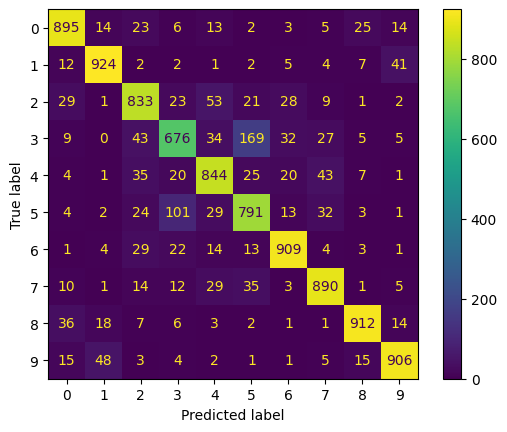 0 895 14 23 6 13 2 3 5 25 14
1 12 924 2 2 1 2 5 4 7 41
2 29 1 833 23 53 21 28 9 1 2
3 9 0 43 676 34 169 32 27 5 5
4 4 1 35 20 844 25 20 43 7 1
5 4 2 24 101 29 791 13 32 3 1
6 1 4 29 22 14 13 909 4 3 1
7 10 1 14 12 29 35 3 890 1 5
8 36 18 7 6 3 2 1 1 912 14
9 15 48 3 4 2 1 1 5 15 906
0 1 2 3 4 5 6 7 8 9
Predicted label
True label
800
600
400
200
0